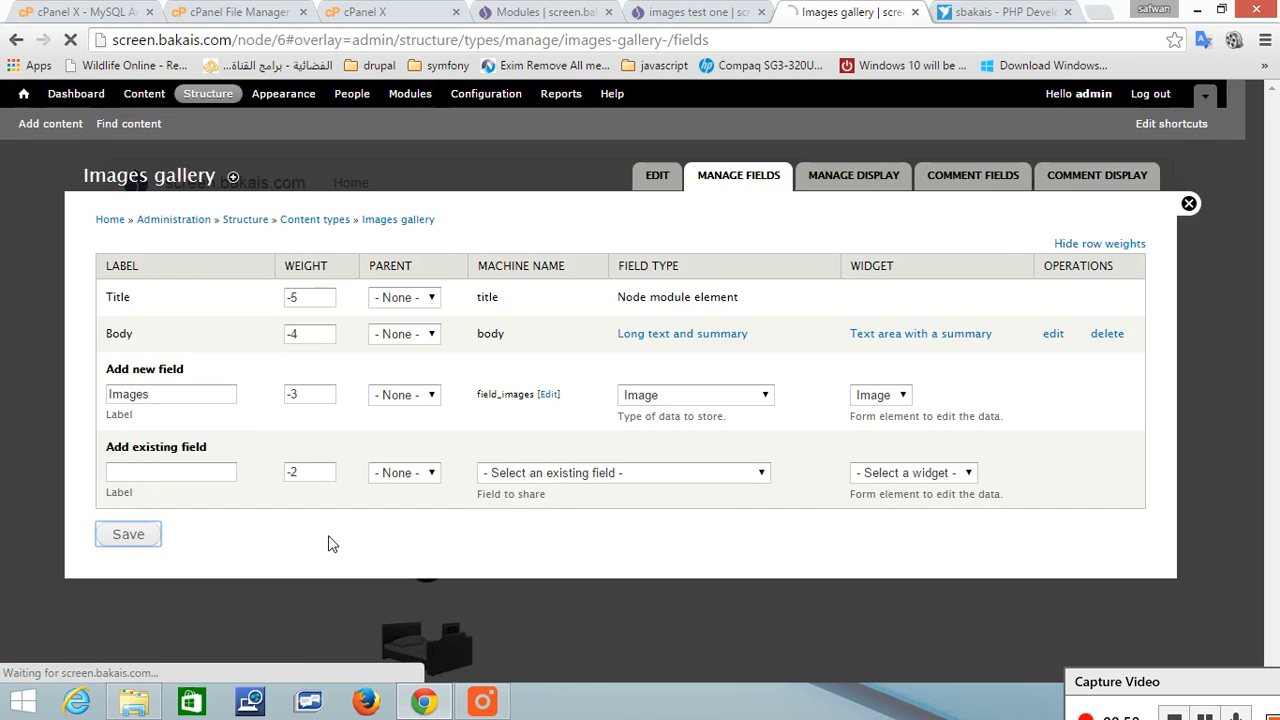 cPanel X - MySQL Ac
cPanel File Manager
cPanel X
Modules | screen.bakais
images test one | scr
Images gallery | scree
sbakais - PHP Devel
safwan
screen.bakais.com/node/6#overlay=admin/structure/types/manage/images-gallery-/fields
Apps
Wildlife Online - Re...
الفضائية - برامج القناة...
drupal
symfony
Exim Remove All me...
javascript
Compaq SG3-320U...
Windows 10 will be ...
Download Windows...
»
Dashboard
Content
Structure
Appearance
People
Modules
Configuration
Reports
Help
Hello admin
Log out
Add content
Find content
Edit shortcuts
Images gallery
screen.bakais.com
Home
EDIT
MANAGE FIELDS
MANAGE DISPLAY
COMMENT FIELDS
COMMENT DISPLAY
Home » Administration » Structure » Content types » Images gallery
Hide row weights
LABEL WEIGHT PARENT MACHINE NAME FIELD TYPE WIDGET OPERATIONS
Title -5 - None - title Node module element
Body -4 - None - body Long text and summary Text area with a summary edit delete
Add new field
Images -3 - None - field_images [Edit] Image Image
Label Type of data to store. Form element to edit the data.
Add existing field
-2 - None - - Select an existing field - - Select a widget -
Label Field to share Form element to edit the data.
Save
Waiting for screen.bakais.com...
Capture Video